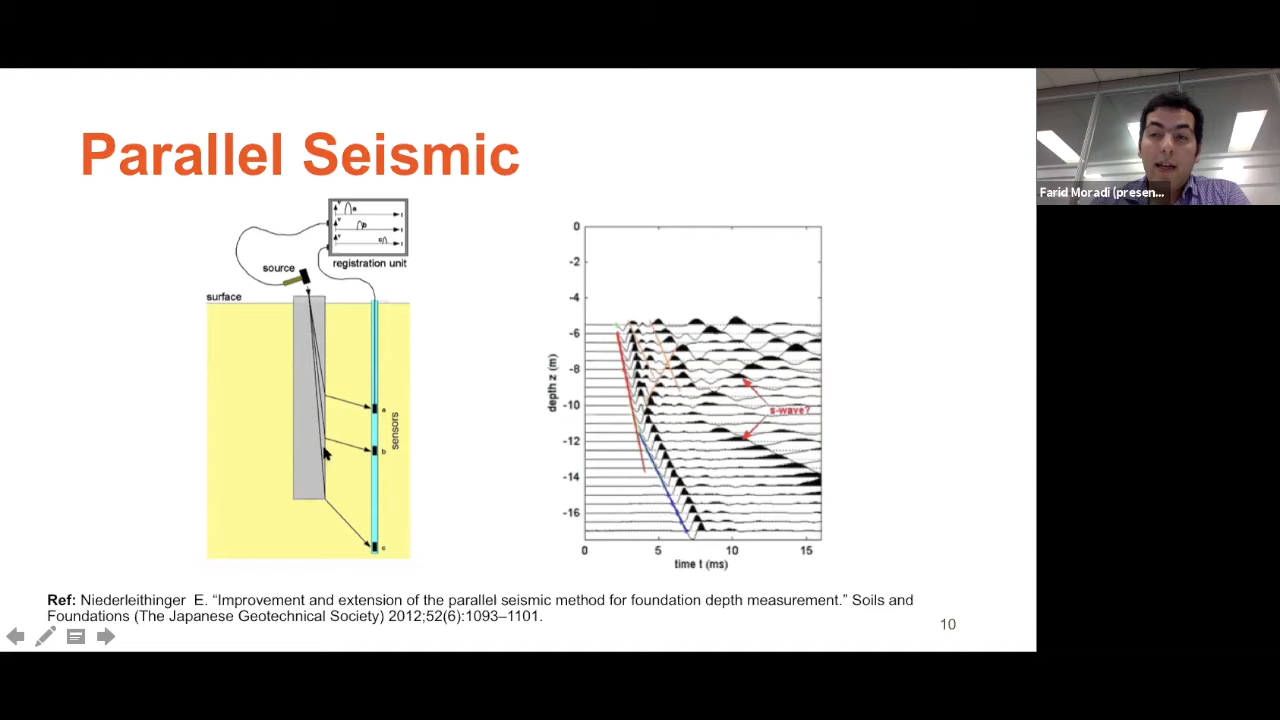 Parallel Seismic
Farid Moradi (presen...
v
a
t
v
b
t
v
c
t
registration unit
source
surface
a
b
c
sensors
0
-2
-4
-6
-8
-10
-12
-14
-16
depth z (m)
s-wave?
0
5
10
15
time t (ms)
Ref: Niederleithinger E. “Improvement and extension of the parallel seismic method for foundation depth measurement.” Soils and
Foundations (The Japanese Geotechnical Society) 2012;52(6):1093–1101.
10